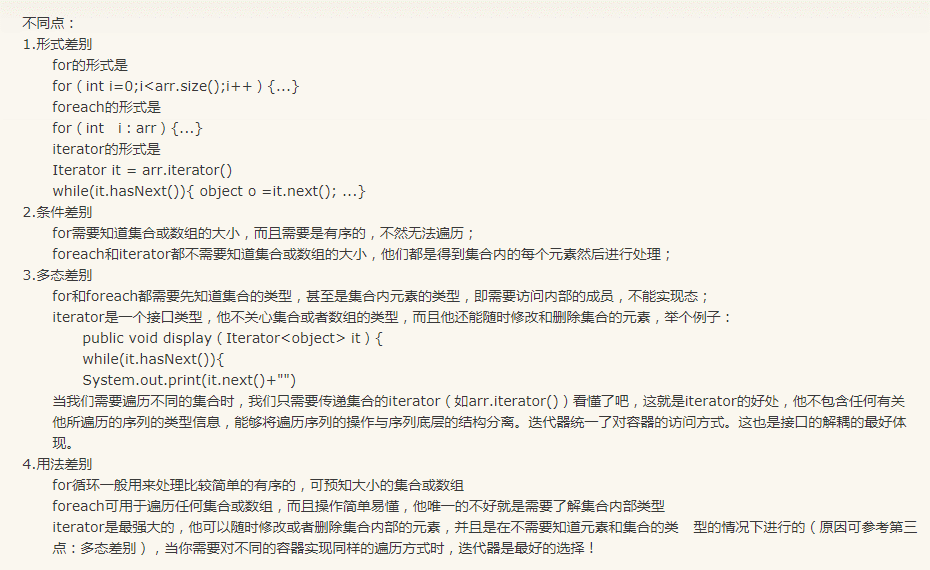 不同点：
1.形式差别
for的形式是
for（int i=0;i<arr.size();i++）{...}
foreach的形式是
for（int i：arr）{...}
iterator的形式是
Iterator it = arr.iterator()
while(it.hasNext()){ object o =it.next(); ...}
2.条件差别
for需要知道集合或数组的大小，而且需要是有序的，不然无法遍历；
foreach和iterator都不需要知道集合或数组的大小，他们都是得到集合内的每个元素然后进行处理；
3.多态差别
for和foreach都需要先知道集合的类型，甚至是集合内元素的类型，即需要访问内部的成员，不能实现态；
iterator是一个接口类型，他不关心集合或者数组的类型，而且他还能随时修改和删除集合的元素，举个例子：
public void display（Iterator<object> it）{
while(it.hasNext()){
System.out.print(it.next()+"")
当我们需要遍历不同的集合时，我们只需要传递集合的iterator（如arr.iterator()）看懂了吧，这就是iterator的好处，他不包含任何有关
他所遍历的序列的类型信息，能够将遍历序列的操作与序列底层的结构分离。迭代器统一了对容器的访问方式。这也是接口的解耦的最好体
现。
4.用法差别
for循环一般用来处理比较简单的有序的，可预知大小的集合或数组
foreach可用于遍历任何集合或数组，而且操作简单易懂，他唯一的不好就是需要了解集合内部类型
iterator是最强大的，他可以随时修改或者删除集合内部的元素，并且是在不需要知道元素和集合的类 型的情况下进行的（原因可参考第三
点：多态差别），当你需要对不同的容器实现同样的遍历方式时，迭代器是最好的选择！